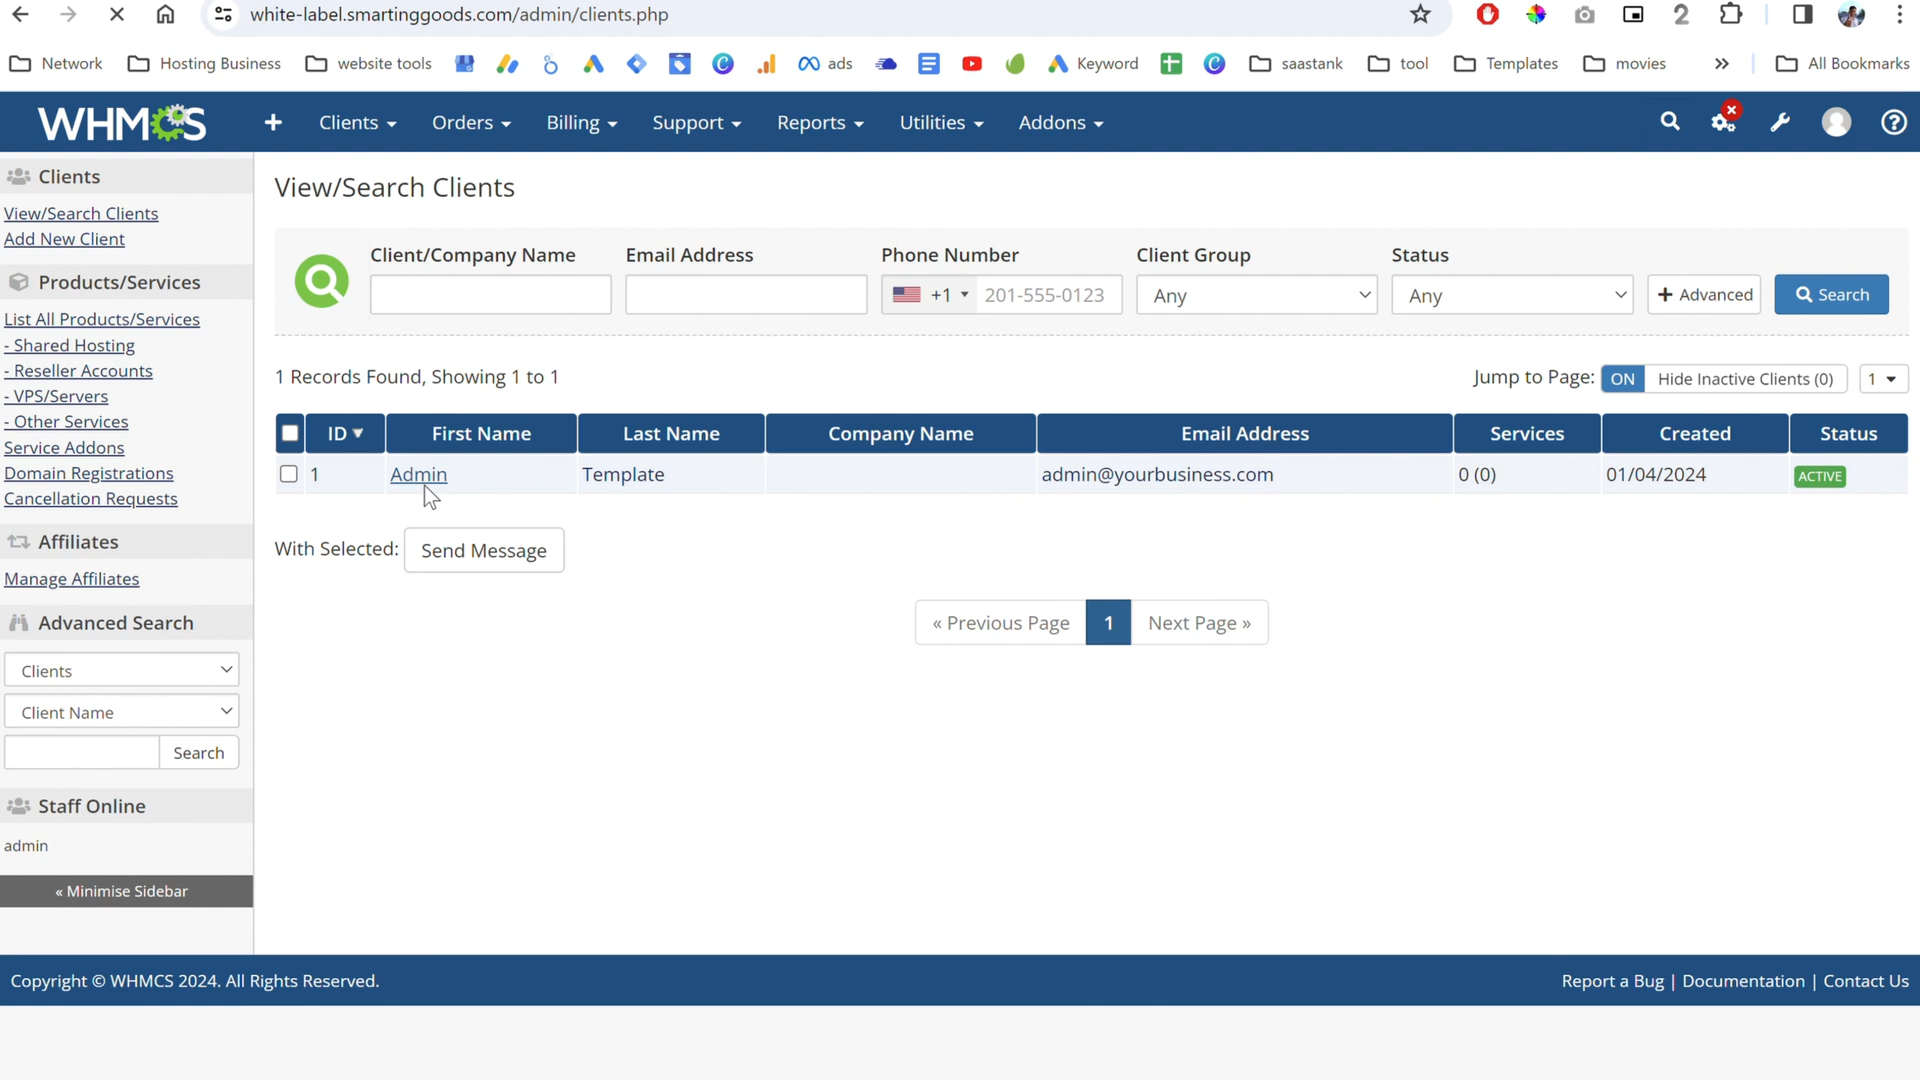 white-label.smartinggoods.com/admin/clients.php
Network Hosting Business website tools ads Keyword saastank tool Templates movies » All Bookmarks
WHMCS + Clients Orders Billing Support Reports Utilities Addons
Clients
View/Search Clients
Add New Client
Products/Services
List All Products/Services
- Shared Hosting
- Reseller Accounts
- VPS/Servers
- Other Services
Service Addons
Domain Registrations
Cancellation Requests
Affiliates
Manage Affiliates
Advanced Search
Clients
Client Name
Search
Staff Online
admin
« Minimise Sidebar
View/Search Clients
Client/Company Name Email Address Phone Number Client Group Status
+1 201-555-0123 Any Any + Advanced Search
1 Records Found, Showing 1 to 1
Jump to Page: ON Hide Inactive Clients (0) 1
ID First Name Last Name Company Name Email Address Services Created Status
1 Admin Template admin@yourbusiness.com 0 (0) 01/04/2024 ACTIVE
With Selected: Send Message
« Previous Page 1 Next Page »
Copyright © WHMCS 2024. All Rights Reserved.
Report a Bug | Documentation | Contact Us